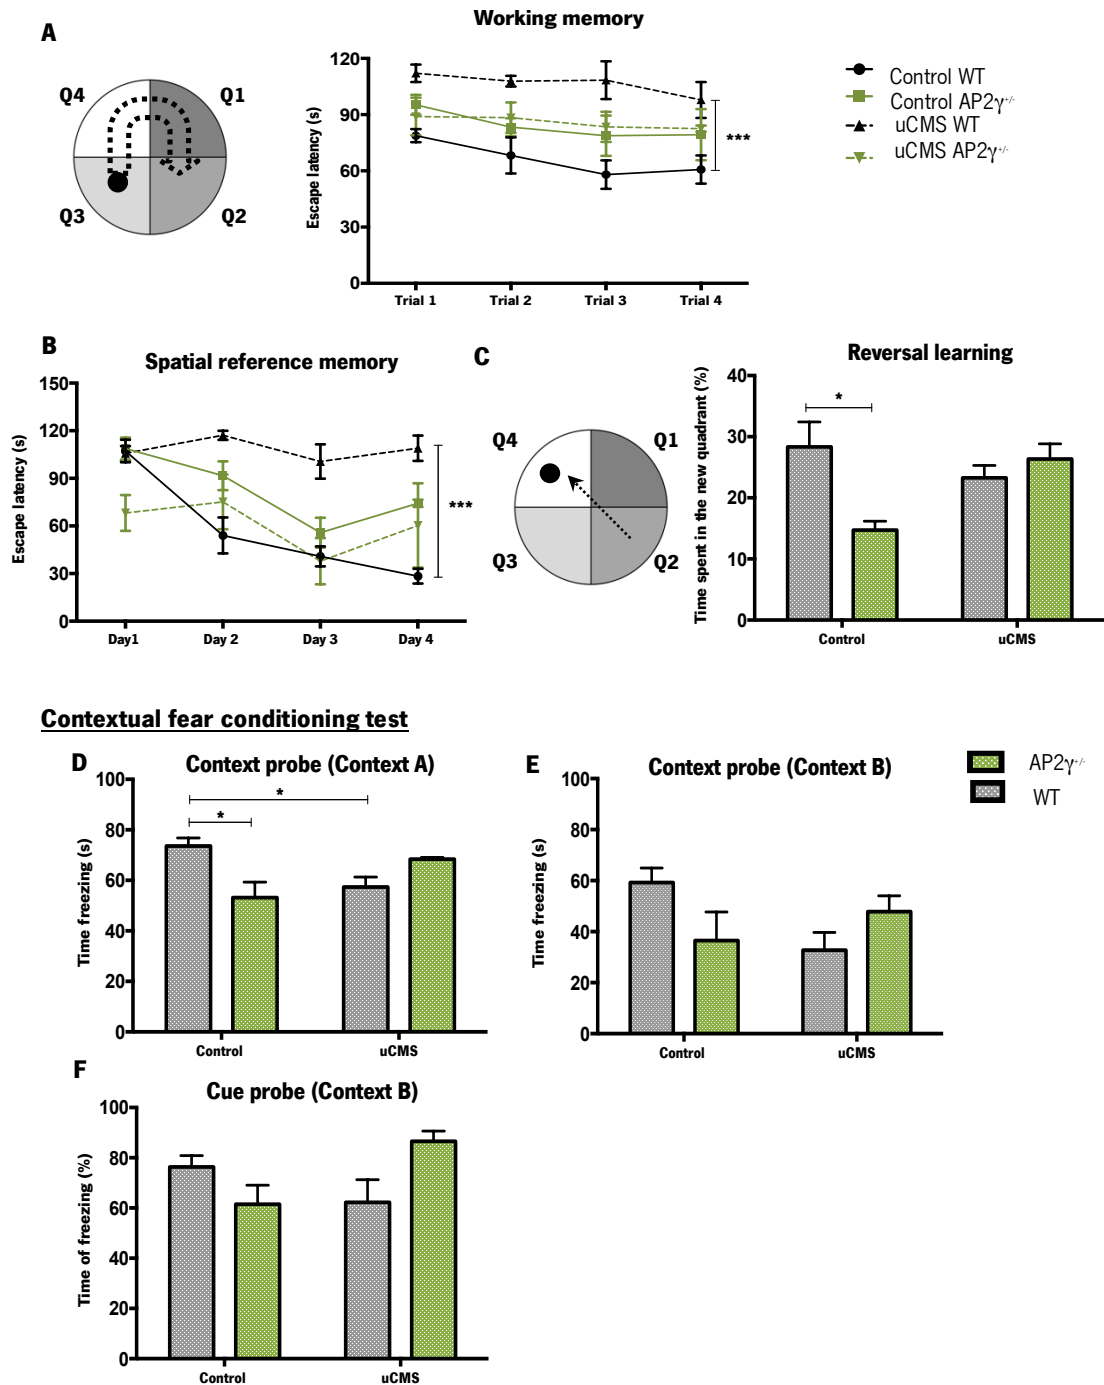 Working memory
A
Q4
Q1
Q3
Q2
Escape latency (s)
120
90
60
30
0
Trial 1
Trial 2
Trial 3
Trial 4
***
Control WT
Control AP2γ+/-
uCMS WT
uCMS AP2γ+/-
B
Spatial reference memory
Escape latency (s)
150
120
90
60
30
0
Day1
Day 2
Day 3
Day 4
***
C
Q4
Q1
Q3
Q2
Reversal learning
Time spent in the new quadrant (%)
40
30
20
10
0
*
Control
uCMS
Contextual fear conditioning test
D
Context probe (Context A)
Time freezing (s)
100
80
60
40
20
0
*
*
Control
uCMS
E
Context probe (Context B)
Time freezing (s)
100
80
60
40
20
0
Control
uCMS
AP2γ+/-
WT
F
Cue probe (Context B)
Time of freezing (%)
100
80
60
40
20
0
Control
uCMS